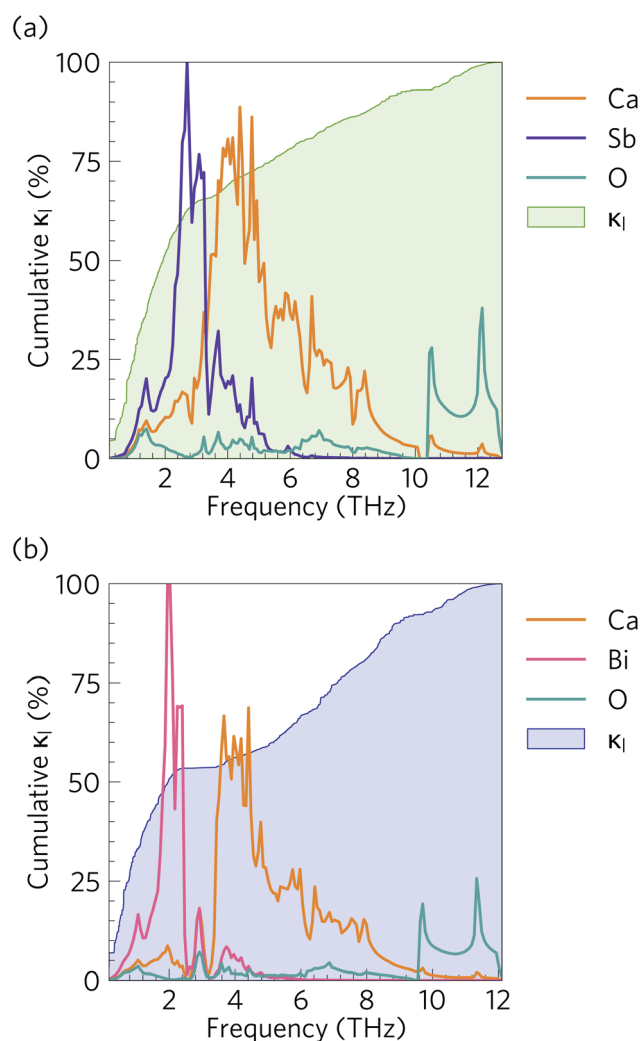 (a)
Cumulative κl (%)
100
75
50
25
0
2 4 6 8 10 12
Frequency (THz)
Ca
Sb
O
κl
(b)
Cumulative κl (%)
100
75
50
25
0
2 4 6 8 10 12
Frequency (THz)
Ca
Bi
O
κl